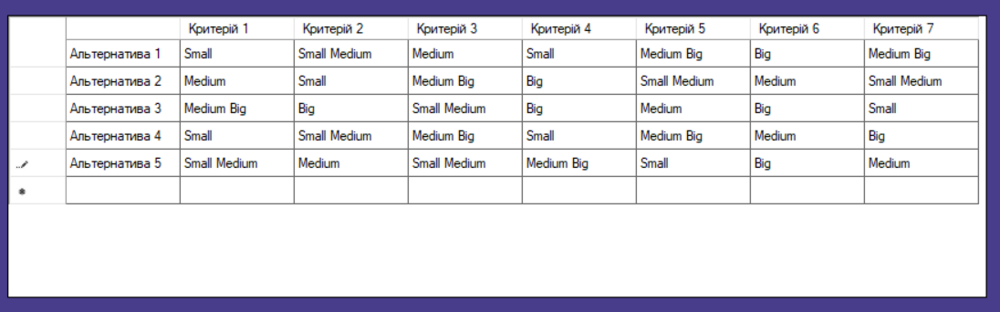 Критерій 1 Критерій 2 Критерій 3 Критерій 4 Критерій 5 Критерій 6 Критерій 7
Альтернатива 1 Small Small Medium Medium Small Medium Big Big Medium Big
Альтернатива 2 Medium Small Medium Big Big Small Medium Medium Small Medium
Альтернатива 3 Medium Big Big Small Medium Big Medium Big Small
Альтернатива 4 Small Small Medium Medium Big Small Medium Big Medium Big
Альтернатива 5 Small Medium Medium Small Medium Medium Big Small Big Medium